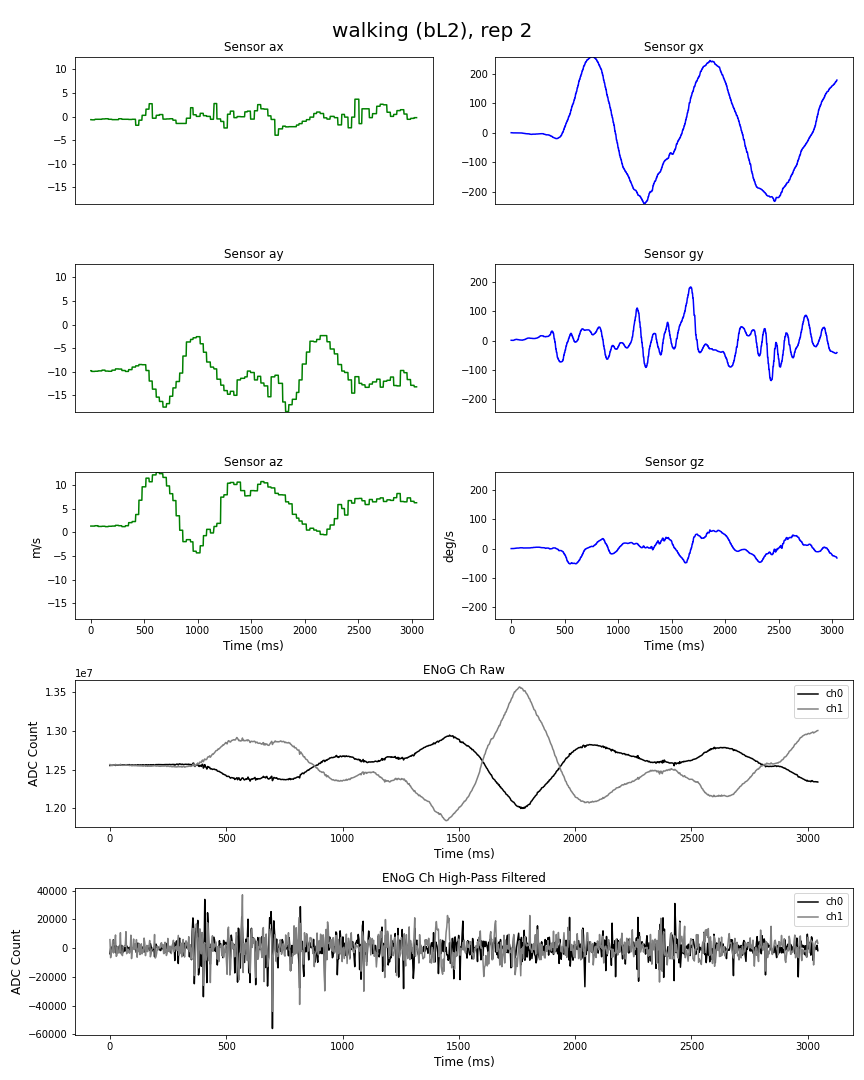 walking (bL2), rep 2
Sensor ax
10
5
0
−5
−10
−15
Sensor gx
200
100
0
−100
−200
Sensor ay
10
5
0
−5
−10
−15
Sensor gy
200
100
0
−100
−200
Sensor az
10
5
0
−5
−10
−15
m/s
0 500 1000 1500 2000 2500 3000
Time (ms)
Sensor gz
200
100
0
−100
−200
deg/s
0 500 1000 1500 2000 2500 3000
Time (ms)
ENoG Ch Raw
1e7
1.35
1.30
1.25
1.20
ADC Count
ch0
ch1
0 500 1000 1500 2000 2500 3000
Time (ms)
ENoG Ch High-Pass Filtered
40000
20000
0
−20000
−40000
−60000
ADC Count
ch0
ch1
0 500 1000 1500 2000 2500 3000
Time (ms)